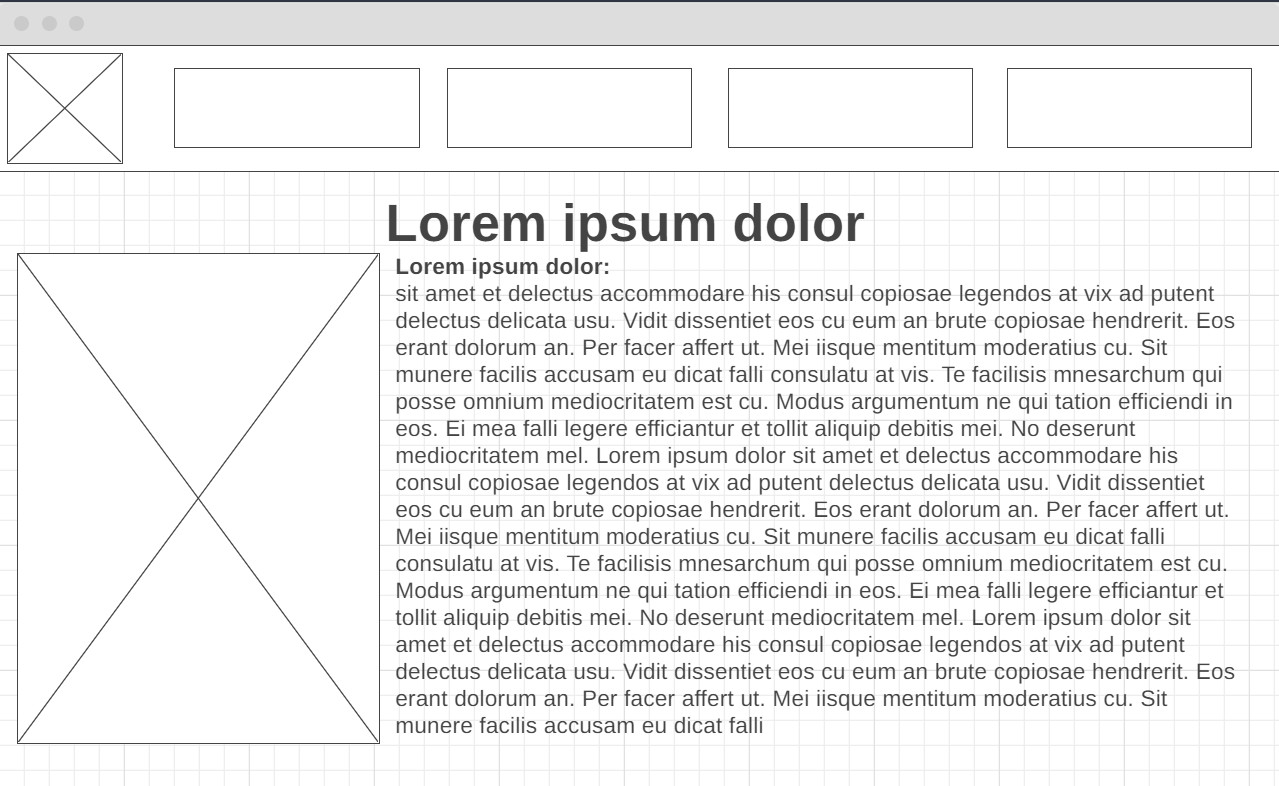 Lorem ipsum dolor
Lorem ipsum dolor:
sit amet et delectus accommodare his consul copiosae legendos at vix ad putent
delectus delicata usu. Vidit dissentiet eos cu eum an brute copiosae hendrerit. Eos
erant dolorum an. Per facer affert ut. Mei iisque mentitum moderatius cu. Sit
munere facilis accusam eu dicat falli consulatu at vis. Te facilisis mnesarchum qui
posse omnium mediocritatem est cu. Modus argumentum ne qui tation efficiendi in
eos. Ei mea falli legere efficiantur et tollit aliquip debitis mei. No deserunt
mediocritatem mel. Lorem ipsum dolor sit amet et delectus accommodare his
consul copiosae legendos at vix ad putent delectus delicata usu. Vidit dissentiet
eos cu eum an brute copiosae hendrerit. Eos erant dolorum an. Per facer affert ut.
Mei iisque mentitum moderatius cu. Sit munere facilis accusam eu dicat falli
consulatu at vis. Te facilisis mnesarchum qui posse omnium mediocritatem est cu.
Modus argumentum ne qui tation efficiendi in eos. Ei mea falli legere efficiantur et
tollit aliquip debitis mei. No deserunt mediocritatem mel. Lorem ipsum dolor sit
amet et delectus accommodare his consul copiosae legendos at vix ad putent
delectus delicata usu. Vidit dissentiet eos cu eum an brute copiosae hendrerit. Eos
erant dolorum an. Per facer affert ut. Mei iisque mentitum moderatius cu. Sit
munere facilis accusam eu dicat falli